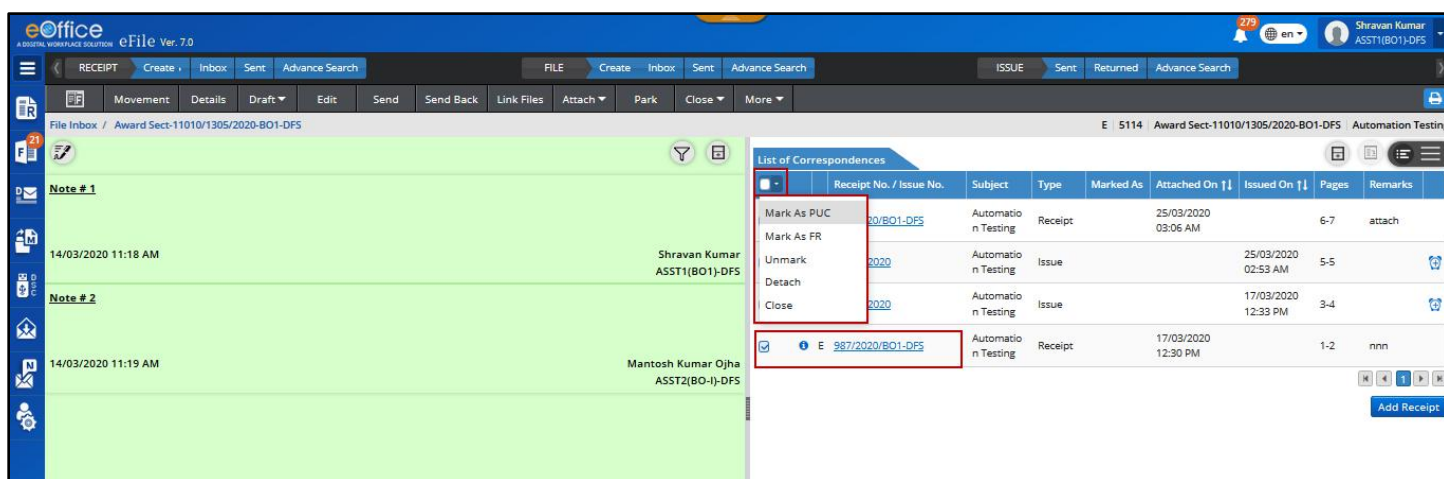 eOffice
A DIGITAL WORKPLACE SOLUTION eFile Ver. 7.0
279 en Shravan Kumar
ASST1(BO1)-DFS
RECEIPT Create Inbox Sent Advance Search FILE Create Inbox Sent Advance Search ISSUE Sent Returned Advance Search
Movement Details Draft Edit Send Send Back Link Files Attach Park Close More
File Inbox / Award Sect-11010/1305/2020-BO1-DFS E 5114 Award Sect-11010/1305/2020-BO1-DFS Automation Testin
21
List of Correspondences
Receipt No. / Issue No. Subject Type Marked As Attached On Issued On Pages Remarks
Note # 1
14/03/2020 11:18 AM Shravan Kumar
ASST1(BO1)-DFS
Note # 2
14/03/2020 11:19 AM Mantosh Kumar Ojha
ASST2(BO-I)-DFS
Mark As PUC
Mark As FR
Unmark
Detach
Close
20/BO1-DFS Automatio
n Testing Receipt 25/03/2020
03:06 AM 6-7 attach
2020 Automatio
n Testing Issue 25/03/2020
02:53 AM 5-5
2020 Automatio
n Testing Issue 17/03/2020
12:33 PM 3-4
E 987/2020/BO1-DFS Automatio
n Testing Receipt 17/03/2020
12:30 PM 1-2 nnn
1
Add Receipt